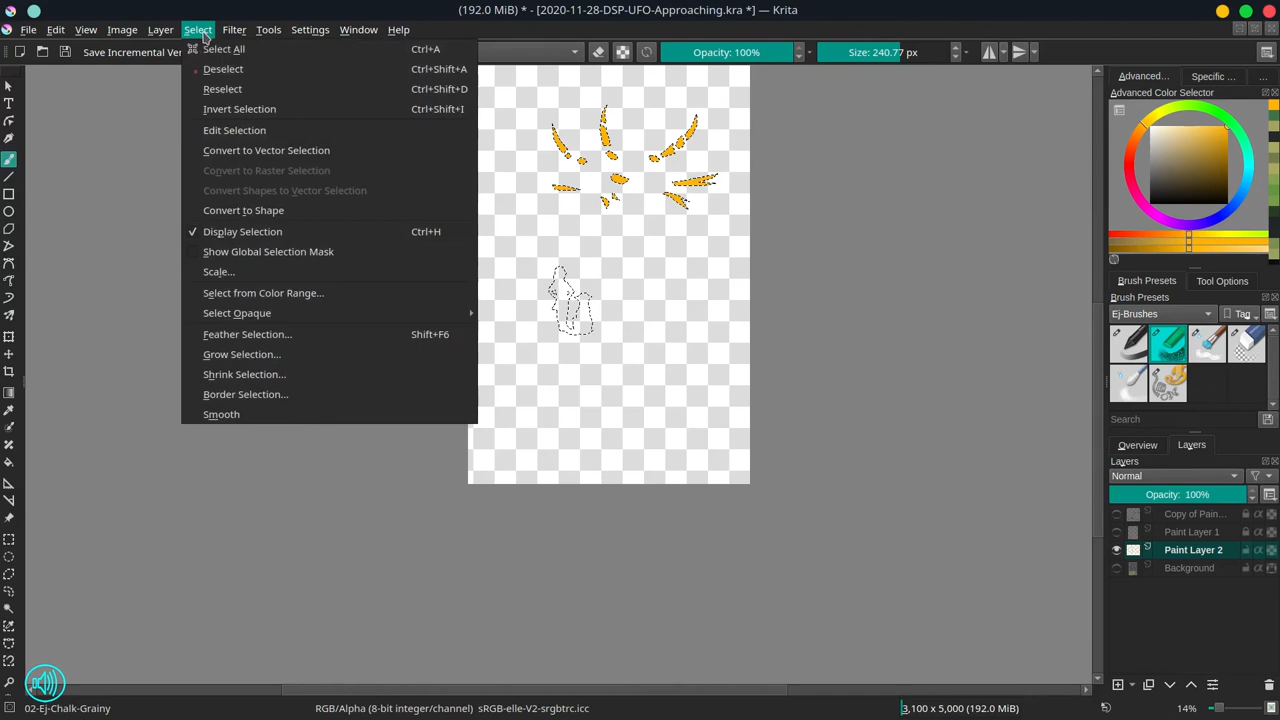 (192.0 MiB) * - [2020-11-28-DSP-UFO-Approaching.kra *] — Krita
File Edit View Image Layer Select Filter Tools Settings Window Help
Save Incremental Ver
Opacity: 100%
Size: 240.77 px
Select All Ctrl+A
Deselect Ctrl+Shift+A
Reselect Ctrl+Shift+D
Invert Selection Ctrl+Shift+I
Edit Selection
Convert to Vector Selection
Convert to Raster Selection
Convert Shapes to Vector Selection
Convert to Shape
✓ Display Selection Ctrl+H
Show Global Selection Mask
Scale...
Select from Color Range...
Select Opaque
Feather Selection... Shift+F6
Grow Selection...
Shrink Selection...
Border Selection...
Smooth
Advanced... Specific ... ...
Advanced Color Selector
Brush Presets Tool Options
Brush Presets
Ej-Brushes Tag
Search
Overview Layers
Layers
Normal
Opacity: 100%
Copy of Pain...
Paint Layer 1
Paint Layer 2
Background
02-Ej-Chalk-Grainy
RGB/Alpha (8-bit integer/channel) sRGB-elle-V2-srgbtrc.icc
3,100 x 5,000 (192.0 MiB)
14%